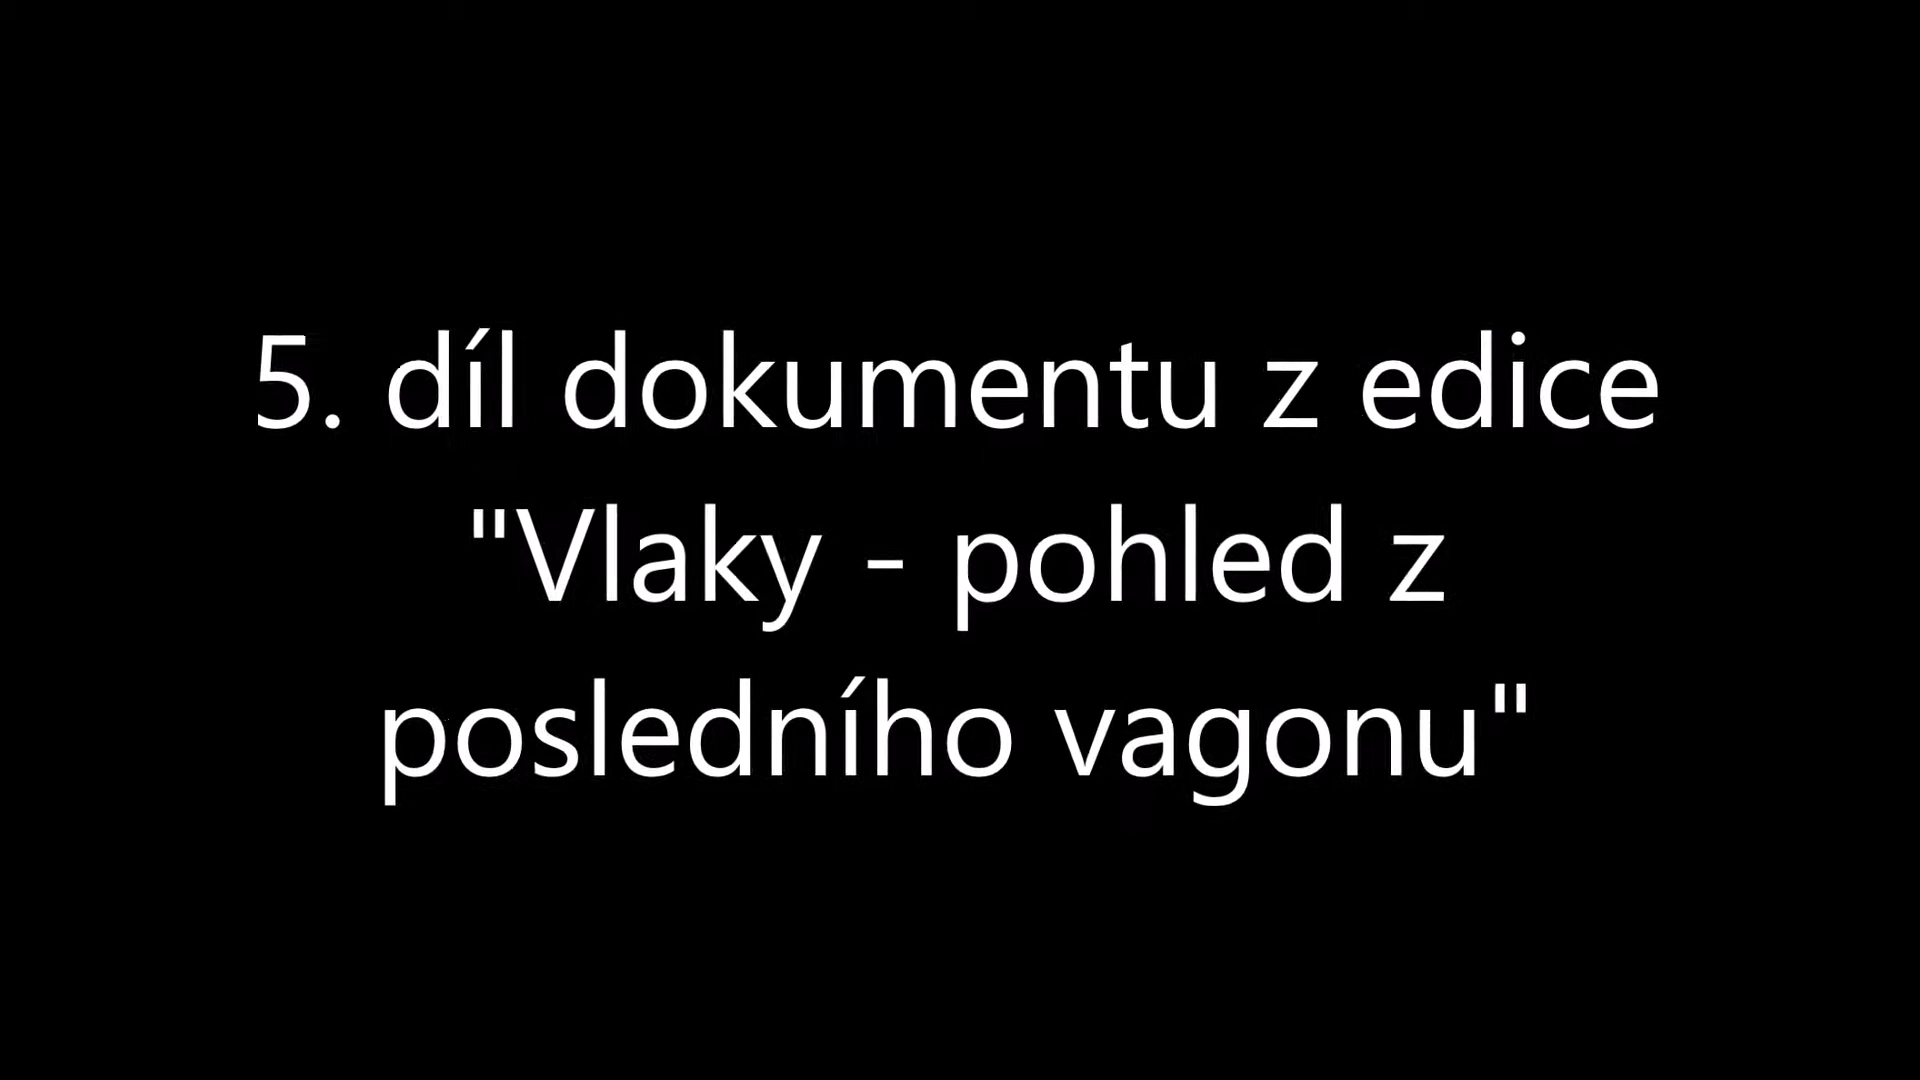 5. díl dokumentu z edice
"Vlaky - pohled z
posledního vagonu"